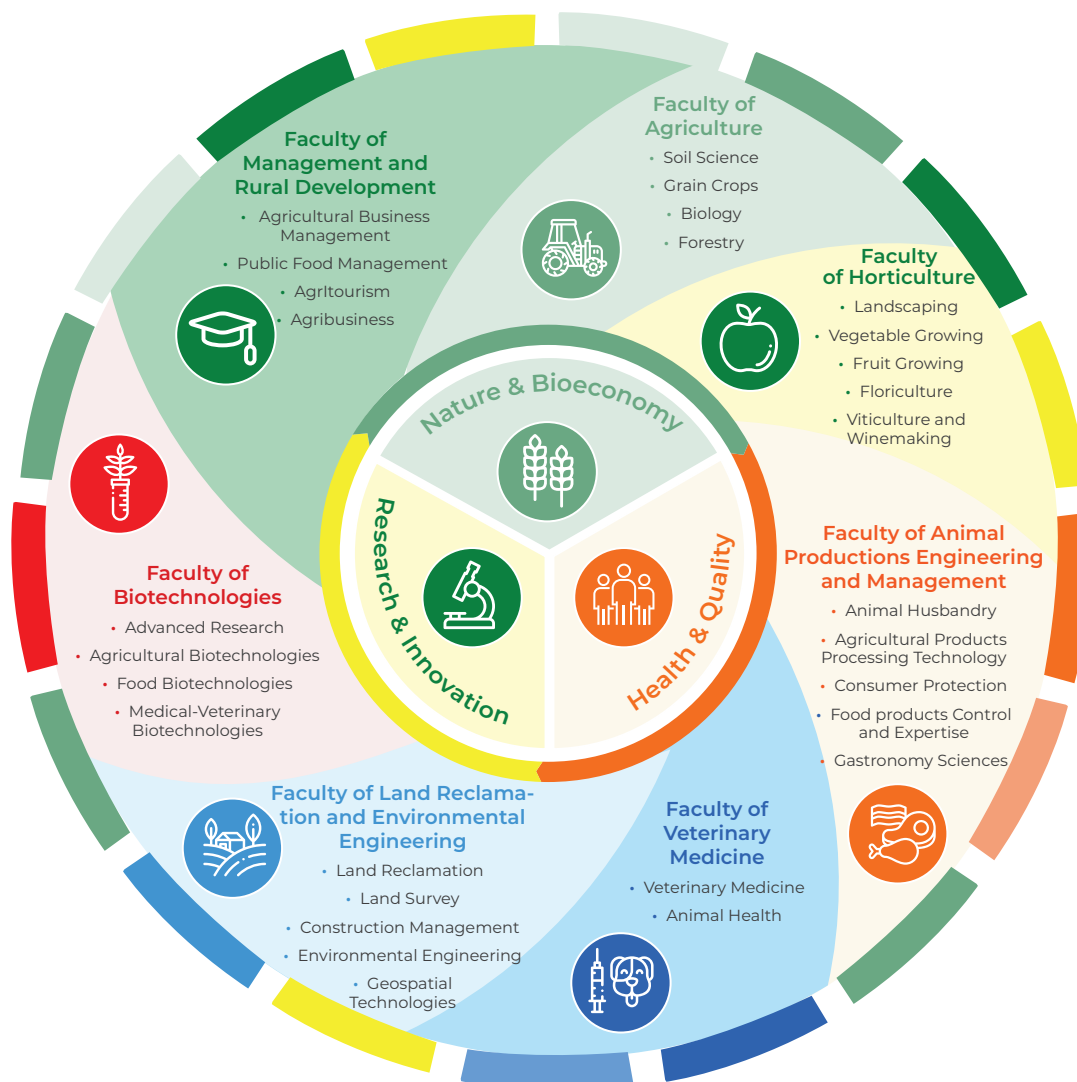 Faculty of
Management and
Rural Development
• Agricultural Business
Management
• Public Food Management
• AgrItourism
• Agribusiness
Faculty of
Agriculture
• Soil Science
• Grain Crops
• Biology
• Forestry
Faculty
of Horticulture
• Landscaping
• Vegetable Growing
• Fruit Growing
• Floriculture
• Viticulture and
Winemaking
Nature & Bioeconomy
Research & Innovation
Health & Quality
Faculty of Animal
Productions Engineering
and Management
• Animal Husbandry
• Agricultural Products
Processing Technology
• Consumer Protection
• Food products Control
and Expertise
• Gastronomy Sciences
Faculty of
Biotechnologies
• Advanced Research
• Agricultural Biotechnologies
• Food Biotechnologies
• Medical-Veterinary
Biotechnologies
Faculty of Land Reclama-
tion and Environmental
Engineering
• Land Reclamation
• Land Survey
• Construction Management
• Environmental Engineering
• Geospatial
Technologies
Faculty of
Veterinary
Medicine
• Veterinary Medicine
• Animal Health